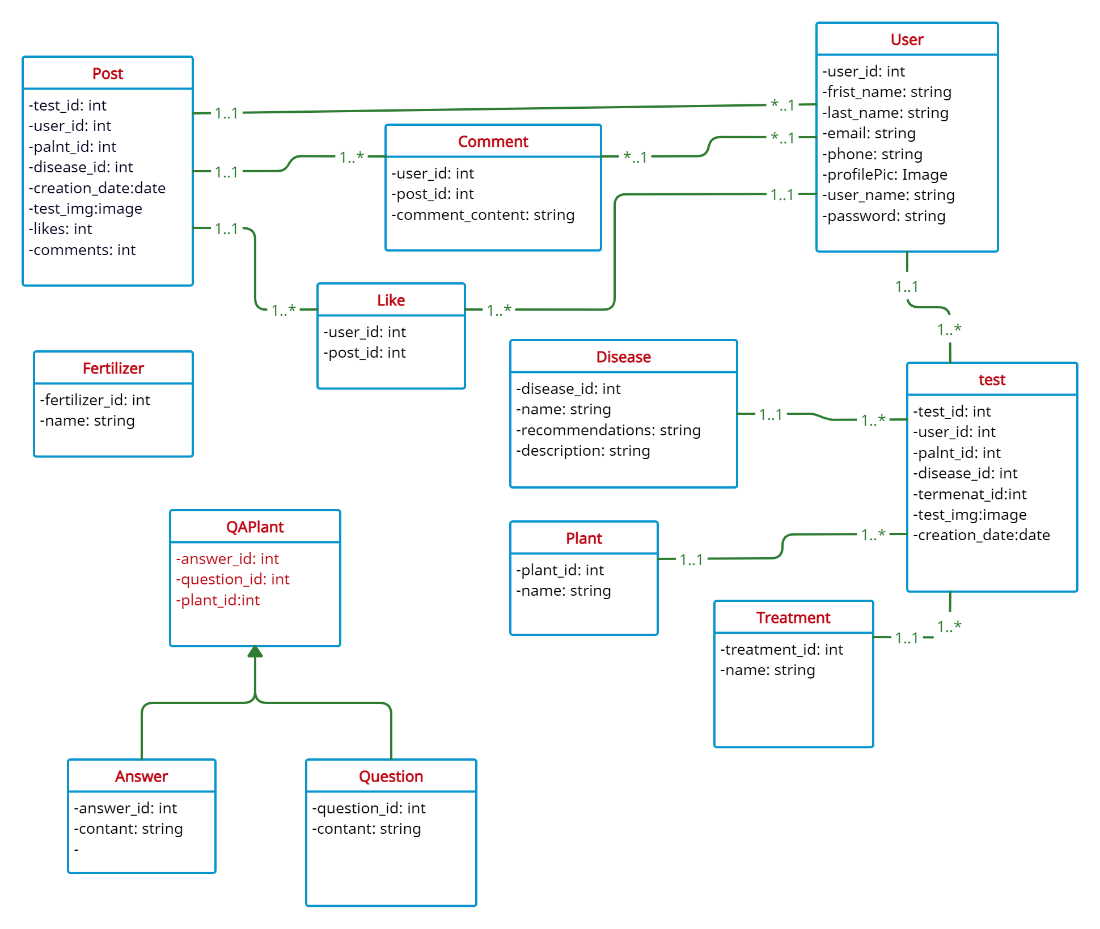 User
-user_id: int
-frist_name: string
-last_name: string
-email: string
-phone: string
-profilePic: Image
-user_name: string
-password: string
Post
-test_id: int
-user_id: int
-palnt_id: int
-disease_id: int
-creation_date:date
-test_img:image
-likes: int
-comments: int
1..1
*..1
1..1
1..*
*..1
*..1
1..1
1..*
1..*
1..1
Comment
-user_id: int
-post_id: int
-comment_content: string
Like
-user_id: int
-post_id: int
1..1
1..*
Fertilizer
-fertilizer_id: int
-name: string
Disease
-disease_id: int
-name: string
-recommendations: string
-description: string
1..1
1..*
test
-test_id: int
-user_id: int
-palnt_id: int
-disease_id: int
-termenat_id:int
-test_img:image
-creation_date:date
QAPlant
-answer_id: int
-question_id: int
-plant_id:int
Plant
-plant_id: int
-name: string
1..1
1..*
Treatment
-treatment_id: int
-name: string
1..1
1..*
Answer
-answer_id: int
-contant: string
-
Question
-question_id: int
-contant: string